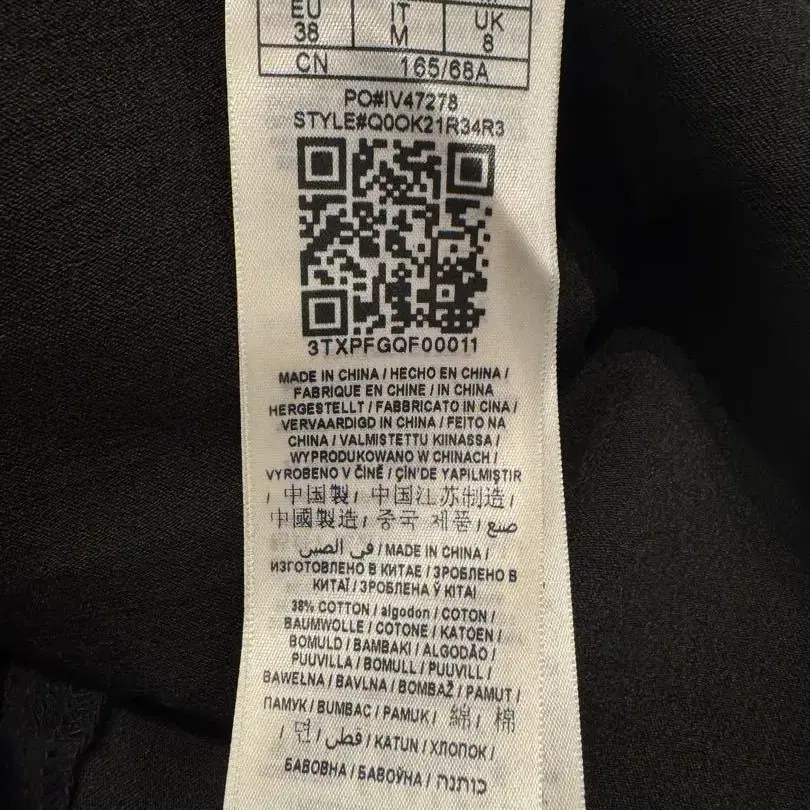 EU IT UK
38 M 8
CN 165/68A
PO#IV47278
STYLE#Q0OK21R34R3
3TXPFGQF00011
MADE IN CHINA / HECHO EN CHINA /
FABRIQUE EN CHINE / IN CHINA
HERGESTELLT / FABBRICATO IN CINA /
VERVAARDIGD IN CHINA / FEITO NA
CHINA / VALMISTETTU KIINASSA /
WYPRODUKOWANO W CHINACH /
VYROBENO V ČÍNĚ / ÇİN'DE YAPILMIŞTIR
/ 中国製 / 中国江苏制造 /
中國製造 / 중국 제품 / صنع
في الصين / MADE IN CHINA /
ИЗГОТОВЛЕНО В КИТАЕ / ЗРОБЛЕНО В
КИТАЇ / ЗРОБЛЕНА Ў КІТАІ
38% COTTON / algodon / COTON /
BAUMWOLLE / COTONE / KATOEN /
BOMULD / BAMBAKI / ALGODÃO /
PUUVILLA / BOMULL / PUUVILL /
BAWEŁNA / BAVLNA / BOMBAŽ / PAMUT /
ПАМУК / BUMBAC / PAMUK / 綿 / 棉
/ 면 / قطن / KATUN / ХЛОПОК /
БАВОВНА / БАВОЎНА / כותנה /